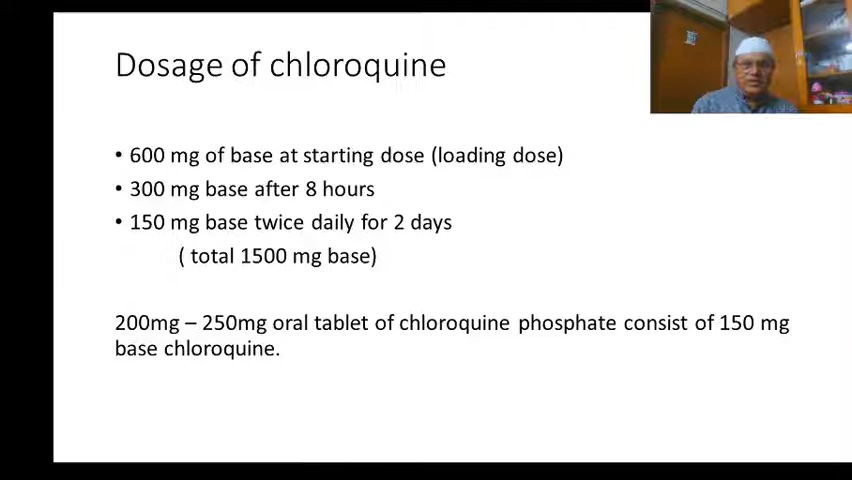 Dosage of chloroquine
• 600 mg of base at starting dose (loading dose)
• 300 mg base after 8 hours
• 150 mg base twice daily for 2 days
( total 1500 mg base)
200mg – 250mg oral tablet of chloroquine phosphate consist of 150 mg
base chloroquine.